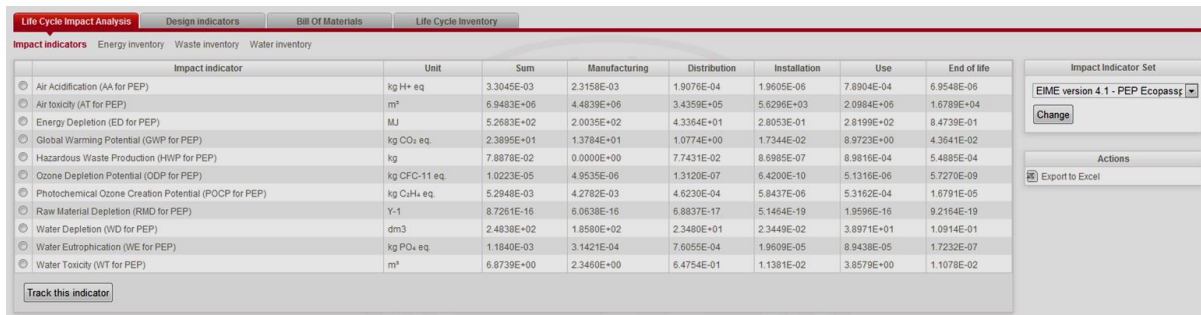 Life Cycle Impact Analysis Design indicators Bill Of Materials Life Cycle Inventory
Impact indicators Energy inventory Waste inventory Water inventory
Impact indicator Unit Sum Manufacturing Distribution Installation Use End of life
Air Acidification (AA for PEP) kg H+ eq 3.3045E-03 2.3158E-03 1.9076E-04 1.9605E-06 7.8904E-04 6.9548E-06
Air toxicity (AT for PEP) m³ 6.9483E+06 4.4839E+06 3.4359E+05 5.6296E+03 2.0984E+06 1.6789E+04
Energy Depletion (ED for PEP) MJ 5.2683E+02 2.0035E+02 4.3364E+01 2.8053E-01 2.8199E+02 8.4739E-01
Global Warming Potential (GWP for PEP) kg CO₂ eq. 2.3895E+01 1.3784E+01 1.0774E+00 1.7344E-02 8.9723E+00 4.3641E-02
Hazardous Waste Production (HWP for PEP) kg 7.8878E-02 0.0000E+00 7.7431E-02 8.6985E-07 8.9816E-04 5.4885E-04
Ozone Depletion Potential (ODP for PEP) kg CFC-11 eq. 1.0223E-05 4.9535E-06 1.3120E-07 6.4200E-10 5.1316E-06 5.7270E-09
Photochemical Ozone Creation Potential (POCP for PEP) kg C₂H₄ eq. 5.2948E-03 4.2782E-03 4.6230E-04 5.8437E-06 5.3162E-04 1.6791E-05
Raw Material Depletion (RMD for PEP) Y-1 8.7261E-16 6.0638E-16 6.8837E-17 5.1464E-19 1.9596E-16 9.2164E-19
Water Depletion (WD for PEP) dm3 2.4838E+02 1.8580E+02 2.3480E+01 2.3449E-02 3.8971E+01 1.0914E-01
Water Eutrophication (WE for PEP) kg PO₄ eq. 1.1840E-03 3.1421E-04 7.6055E-04 1.9609E-05 8.9438E-05 1.7232E-07
Water Toxicity (WT for PEP) m³ 6.8739E+00 2.3460E+00 6.4754E-01 1.1381E-02 3.8579E+00 1.1078E-02
Track this indicator
Impact Indicator Set
EIME version 4.1 - PEP Ecopassp
Change
Actions
Export to Excel